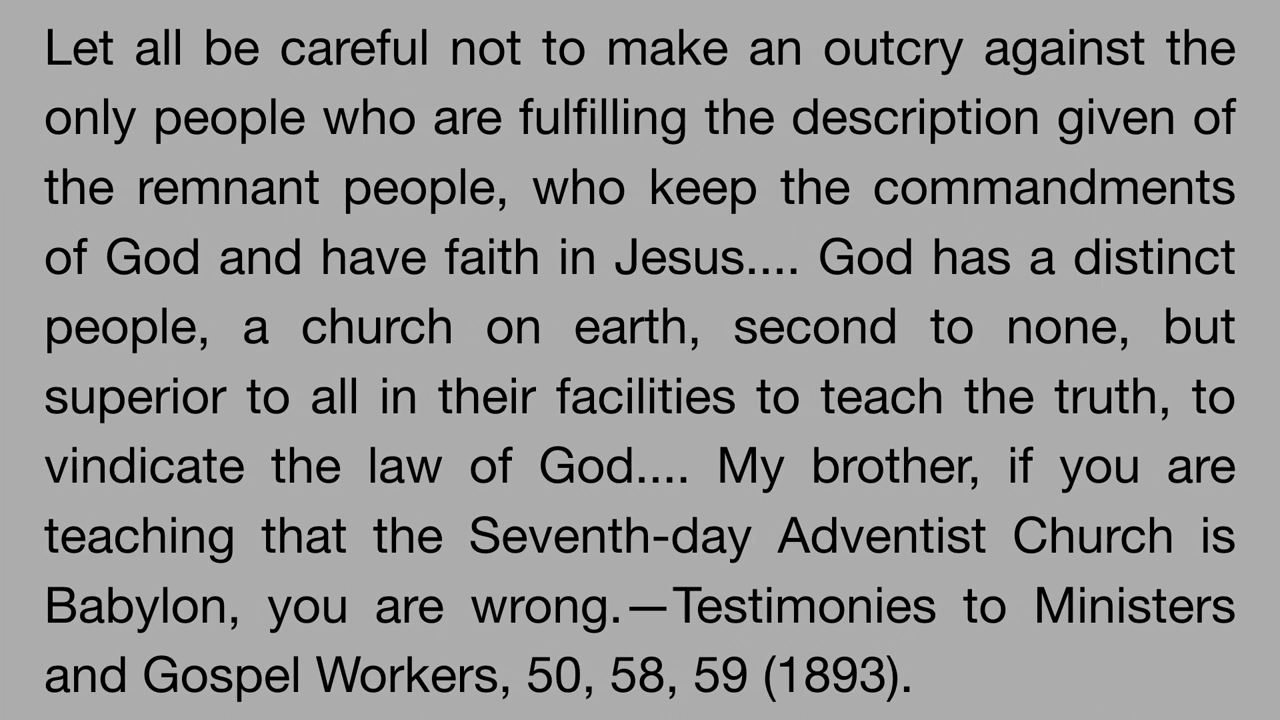 Let all be careful not to make an outcry against the
only people who are fulfilling the description given of
the remnant people, who keep the commandments
of God and have faith in Jesus.... God has a distinct
people, a church on earth, second to none, but
superior to all in their facilities to teach the truth, to
vindicate the law of God.... My brother, if you are
teaching that the Seventh-day Adventist Church is
Babylon, you are wrong.—Testimonies to Ministers
and Gospel Workers, 50, 58, 59 (1893).